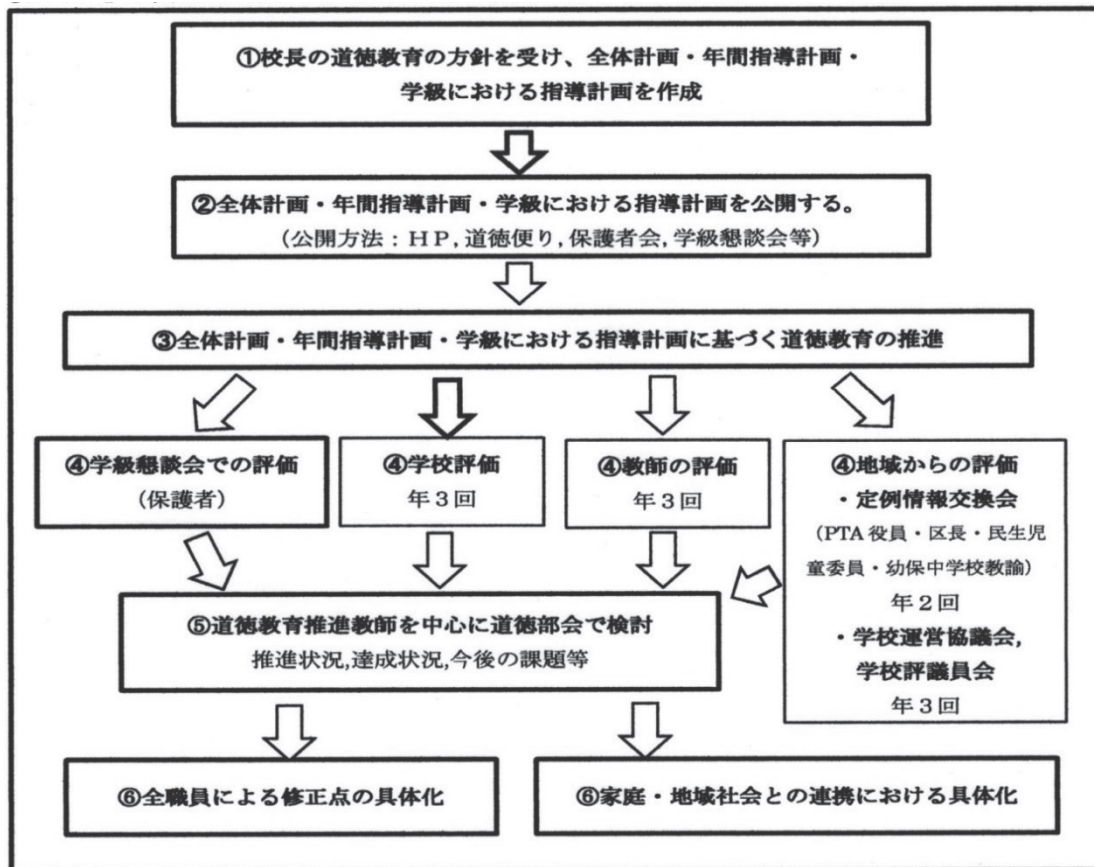 ①校長の道徳教育の方針を受け、全体計画・年間指導計画・
学級における指導計画を作成
②全体計画・年間指導計画・学級における指導計画を公開する。
(公開方法：ＨＰ,道徳便り,保護者会,学級懇談会等)
③全体計画・年間指導計画・学級における指導計画に基づく道徳教育の推進
④学級懇談会での評価
(保護者)
④学校評価
年３回
④教師の評価
年３回
④地域からの評価
・定例情報交換会
(PTA 役員・区長・民生児
童委員・幼保中学校教諭)
年２回
・学校運営協議会,
学校評議員会
年３回
⑤道徳教育推進教師を中心に道徳部会で検討
推進状況,達成状況,今後の課題等
⑥全職員による修正点の具体化
⑥家庭・地域社会との連携における具体化